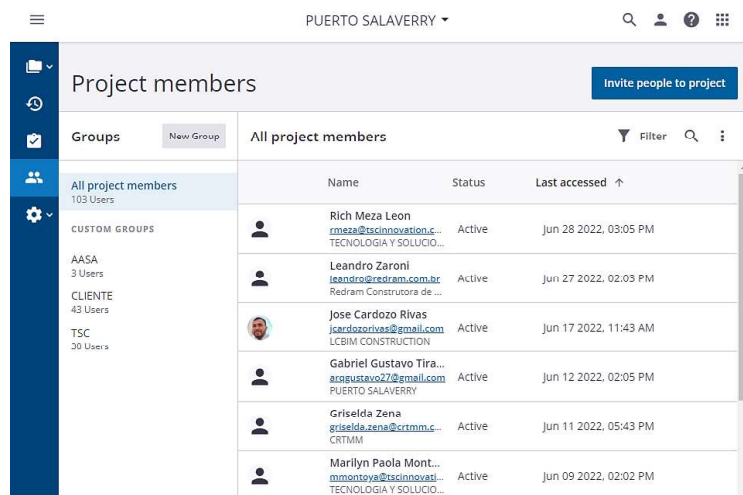 PUERTO SALAVERRY
Project members
Invite people to project
Groups
New Group
All project members
103 Users
CUSTOM GROUPS
AASA
3 Users
CLIENTE
43 Users
TSC
30 Users
All project members
Filter
Name Status Last accessed ↑
Rich Meza Leon
rmeza@tscinnovation.c...
TECNOLOGIA Y SOLUCIO...
Active
Jun 28 2022, 03:05 PM
Leandro Zaroni
leandro@redram.com.br
Redram Construtora de ...
Active
Jun 27 2022, 02:03 PM
Jose Cardozo Rivas
jcardozorivas@gmail.com
LCBIM CONSTRUCTION
Active
Jun 17 2022, 11:43 AM
Gabriel Gustavo Tira...
arqgustavo27@gmail.com
PUERTO SALAVERRY
Active
Jun 12 2022, 02:05 PM
Griselda Zena
griselda.zena@crtmm.c...
CRTMM
Active
Jun 11 2022, 05:43 PM
Marilyn Paola Mont...
mmontoya@tscinnovati...
TECNOLOGIA Y SOLUCIO...
Active
Jun 09 2022, 02:02 PM